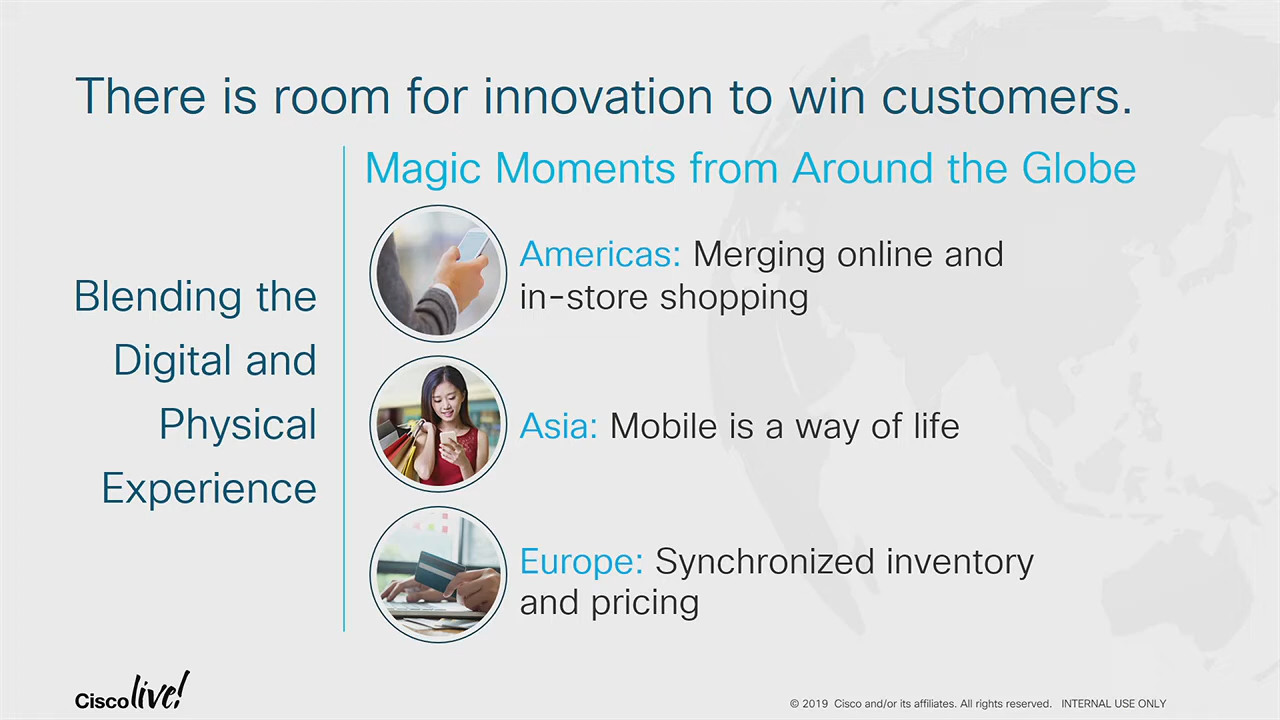 There is room for innovation to win customers.
Blending the
Digital and
Physical
Experience
Magic Moments from Around the Globe
Americas: Merging online and
in-store shopping
Asia: Mobile is a way of life
Europe: Synchronized inventory
and pricing
Cisco live!
© 2019 Cisco and/or its affiliates. All rights reserved. INTERNAL USE ONLY